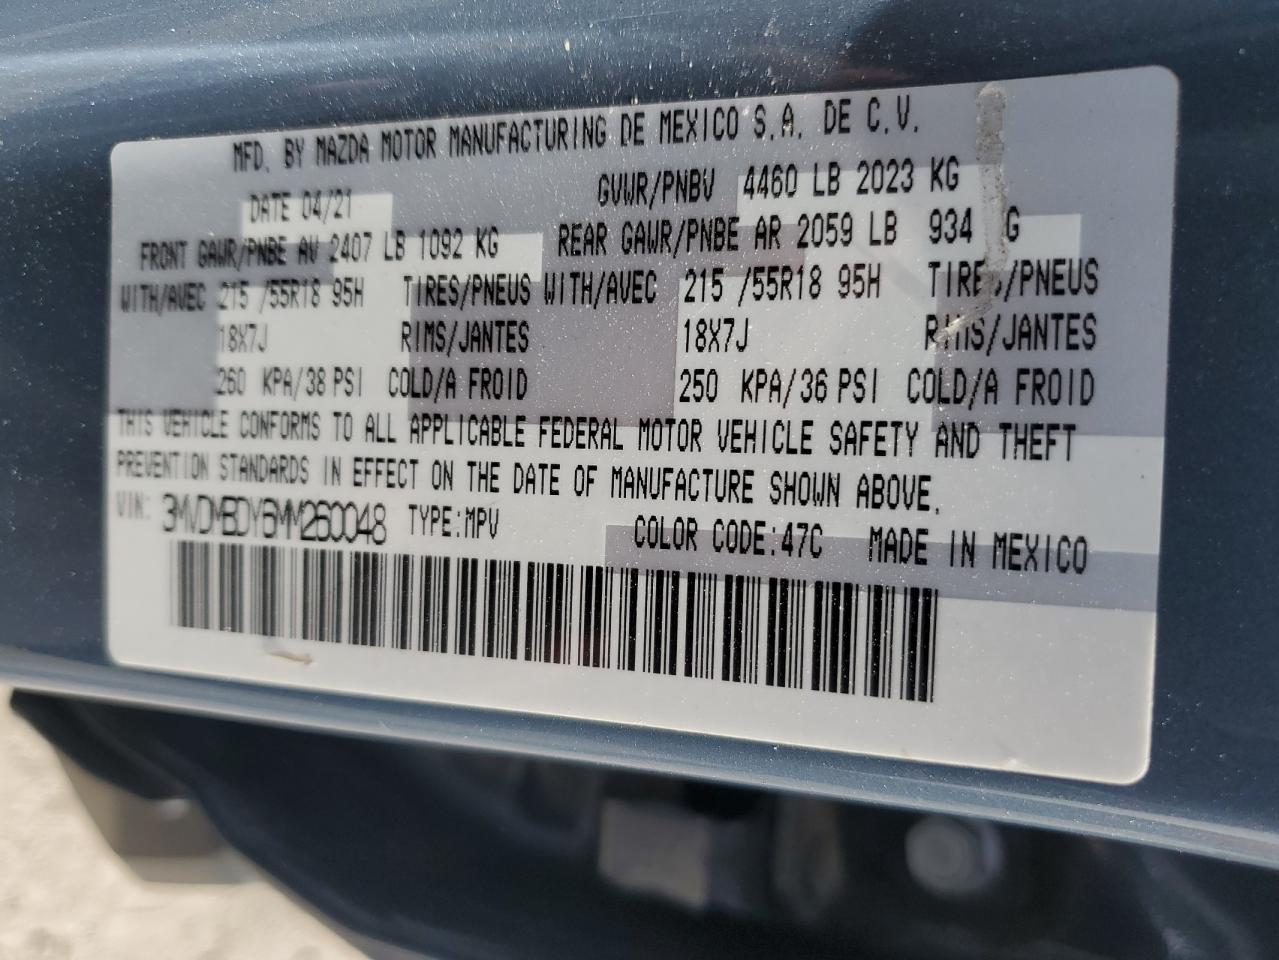 MFD. BY MAZDA MOTOR MANUFACTURING DE MEXICO S.A. DE C.V.
DATE 04/21 GVWR/PNBV 4460 LB 2023 KG
FRONT GAWR/PNBE AV 2407 LB 1092 KG REAR GAWR/PNBE AR 2059 LB 934
WITH/AVEC 215 /55R18 95H TIRES/PNEUS WITH/AVEC 215 /55R18 95H TIRES/PNEUS
18X7J RIMS/JANTES 18X7J RIMS/JANTES
260 KPA/38 PSI COLD/A FROID 250 KPA/36 PSI COLD/A FROID
THIS VEHICLE CONFORMS TO ALL APPLICABLE FEDERAL MOTOR VEHICLE SAFETY AND THEFT
PREVENTION STANDARDS IN EFFECT ON THE DATE OF MANUFACTURE SHOWN ABOVE.
VIN: 3MVDMBDY6MM260048 TYPE:MPV COLOR CODE:47C MADE IN MEXICO